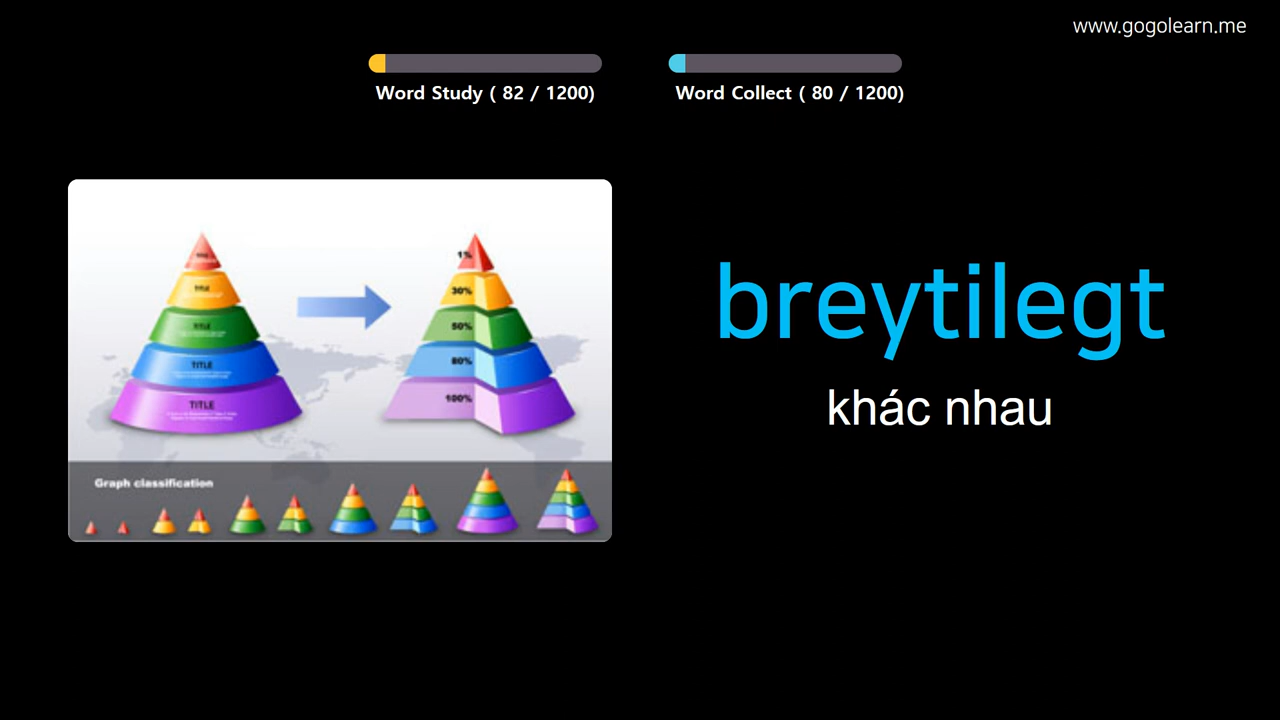 www.gogolearn.me
Word Study ( 82 / 1200)
Word Collect ( 80 / 1200)
breytilegt
khác nhau
TITLE
TITLE
TITLE
TITLE
1%
30%
50%
80%
100%
Graph classification